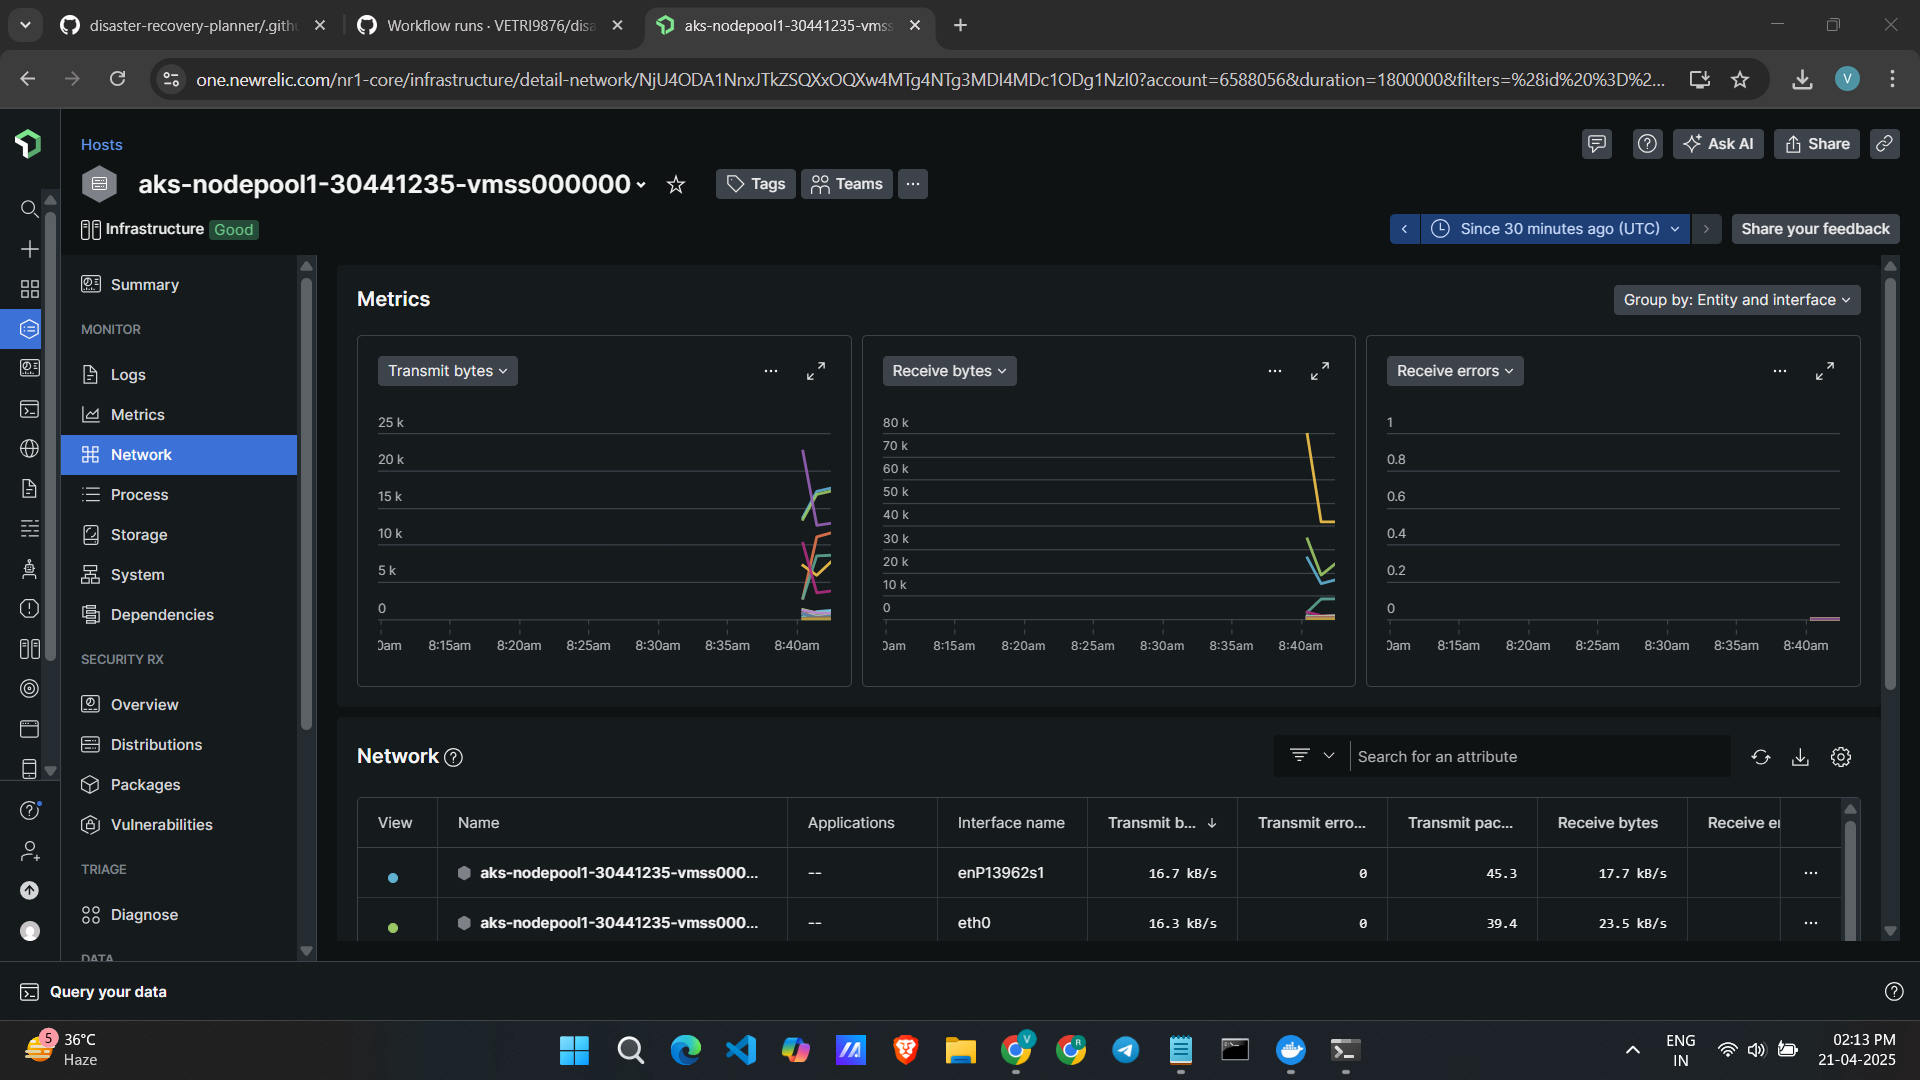 disaster-recovery-planner/.gith
Workflow runs · VETRI9876/disa
aks-nodepool1-30441235-vmss
one.newrelic.com/nr1-core/infrastructure/detail-network/NjU4ODA1NnxJTkZSQXxOQXw4MTg4NTg3MDI4MDc1ODg1NzI0?account=6588056&duration=1800000&filters=%28id%20%3D%2...
V
Hosts
Ask AI
Share
aks-nodepool1-30441235-vmss000000
Tags
Teams
Infrastructure
Good
Since 30 minutes ago (UTC)
Share your feedback
Summary
MONITOR
Logs
Metrics
Network
Process
Storage
System
Dependencies
SECURITY RX
Overview
Distributions
Packages
Vulnerabilities
TRIAGE
Diagnose
DATA
Metrics
Group by: Entity and interface
Transmit bytes
25 k
20 k
15 k
10 k
5 k
0
0am 8:15am 8:20am 8:25am 8:30am 8:35am 8:40am
Receive bytes
80 k
70 k
60 k
50 k
40 k
30 k
20 k
10 k
0
0am 8:15am 8:20am 8:25am 8:30am 8:35am 8:40am
Receive errors
1
0.8
0.6
0.4
0.2
0
0am 8:15am 8:20am 8:25am 8:30am 8:35am 8:40am
Network
Search for an attribute
View Name Applications Interface name Transmit b... Transmit erro... Transmit pac... Receive bytes Receive er
aks-nodepool1-30441235-vmss000... -- enP13962s1 16.7 kB/s 0 45.3 17.7 kB/s
aks-nodepool1-30441235-vmss000... -- eth0 16.3 kB/s 0 39.4 23.5 kB/s
Query your data
5
36°C
Haze
V
R
ENG
IN
02:13 PM
21-04-2025